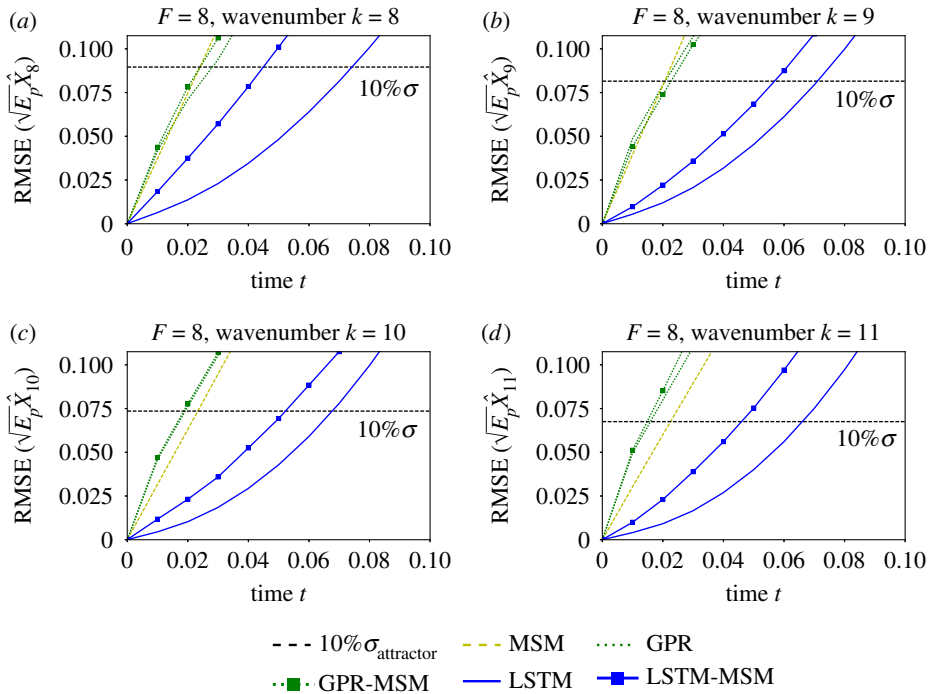 (a) F = 8, wavenumber k = 8
RMSE (√E_p X̂_8)
0.100
0.075
0.050
0.025
0
10%σ
0 0.02 0.04 0.06 0.08 0.10
time t
(b) F = 8, wavenumber k = 9
RMSE (√E_p X̂_9)
0.100
0.075
0.050
0.025
0
10%σ
0 0.02 0.04 0.06 0.08 0.10
time t
(c) F = 8, wavenumber k = 10
RMSE (√E_p X̂_10)
0.100
0.075
0.050
0.025
0
10%σ
0 0.02 0.04 0.06 0.08 0.10
time t
(d) F = 8, wavenumber k = 11
RMSE (√E_p X̂_11)
0.100
0.075
0.050
0.025
0
10%σ
0 0.02 0.04 0.06 0.08 0.10
time t
10%σ_attractor MSM GPR
GPR-MSM LSTM LSTM-MSM